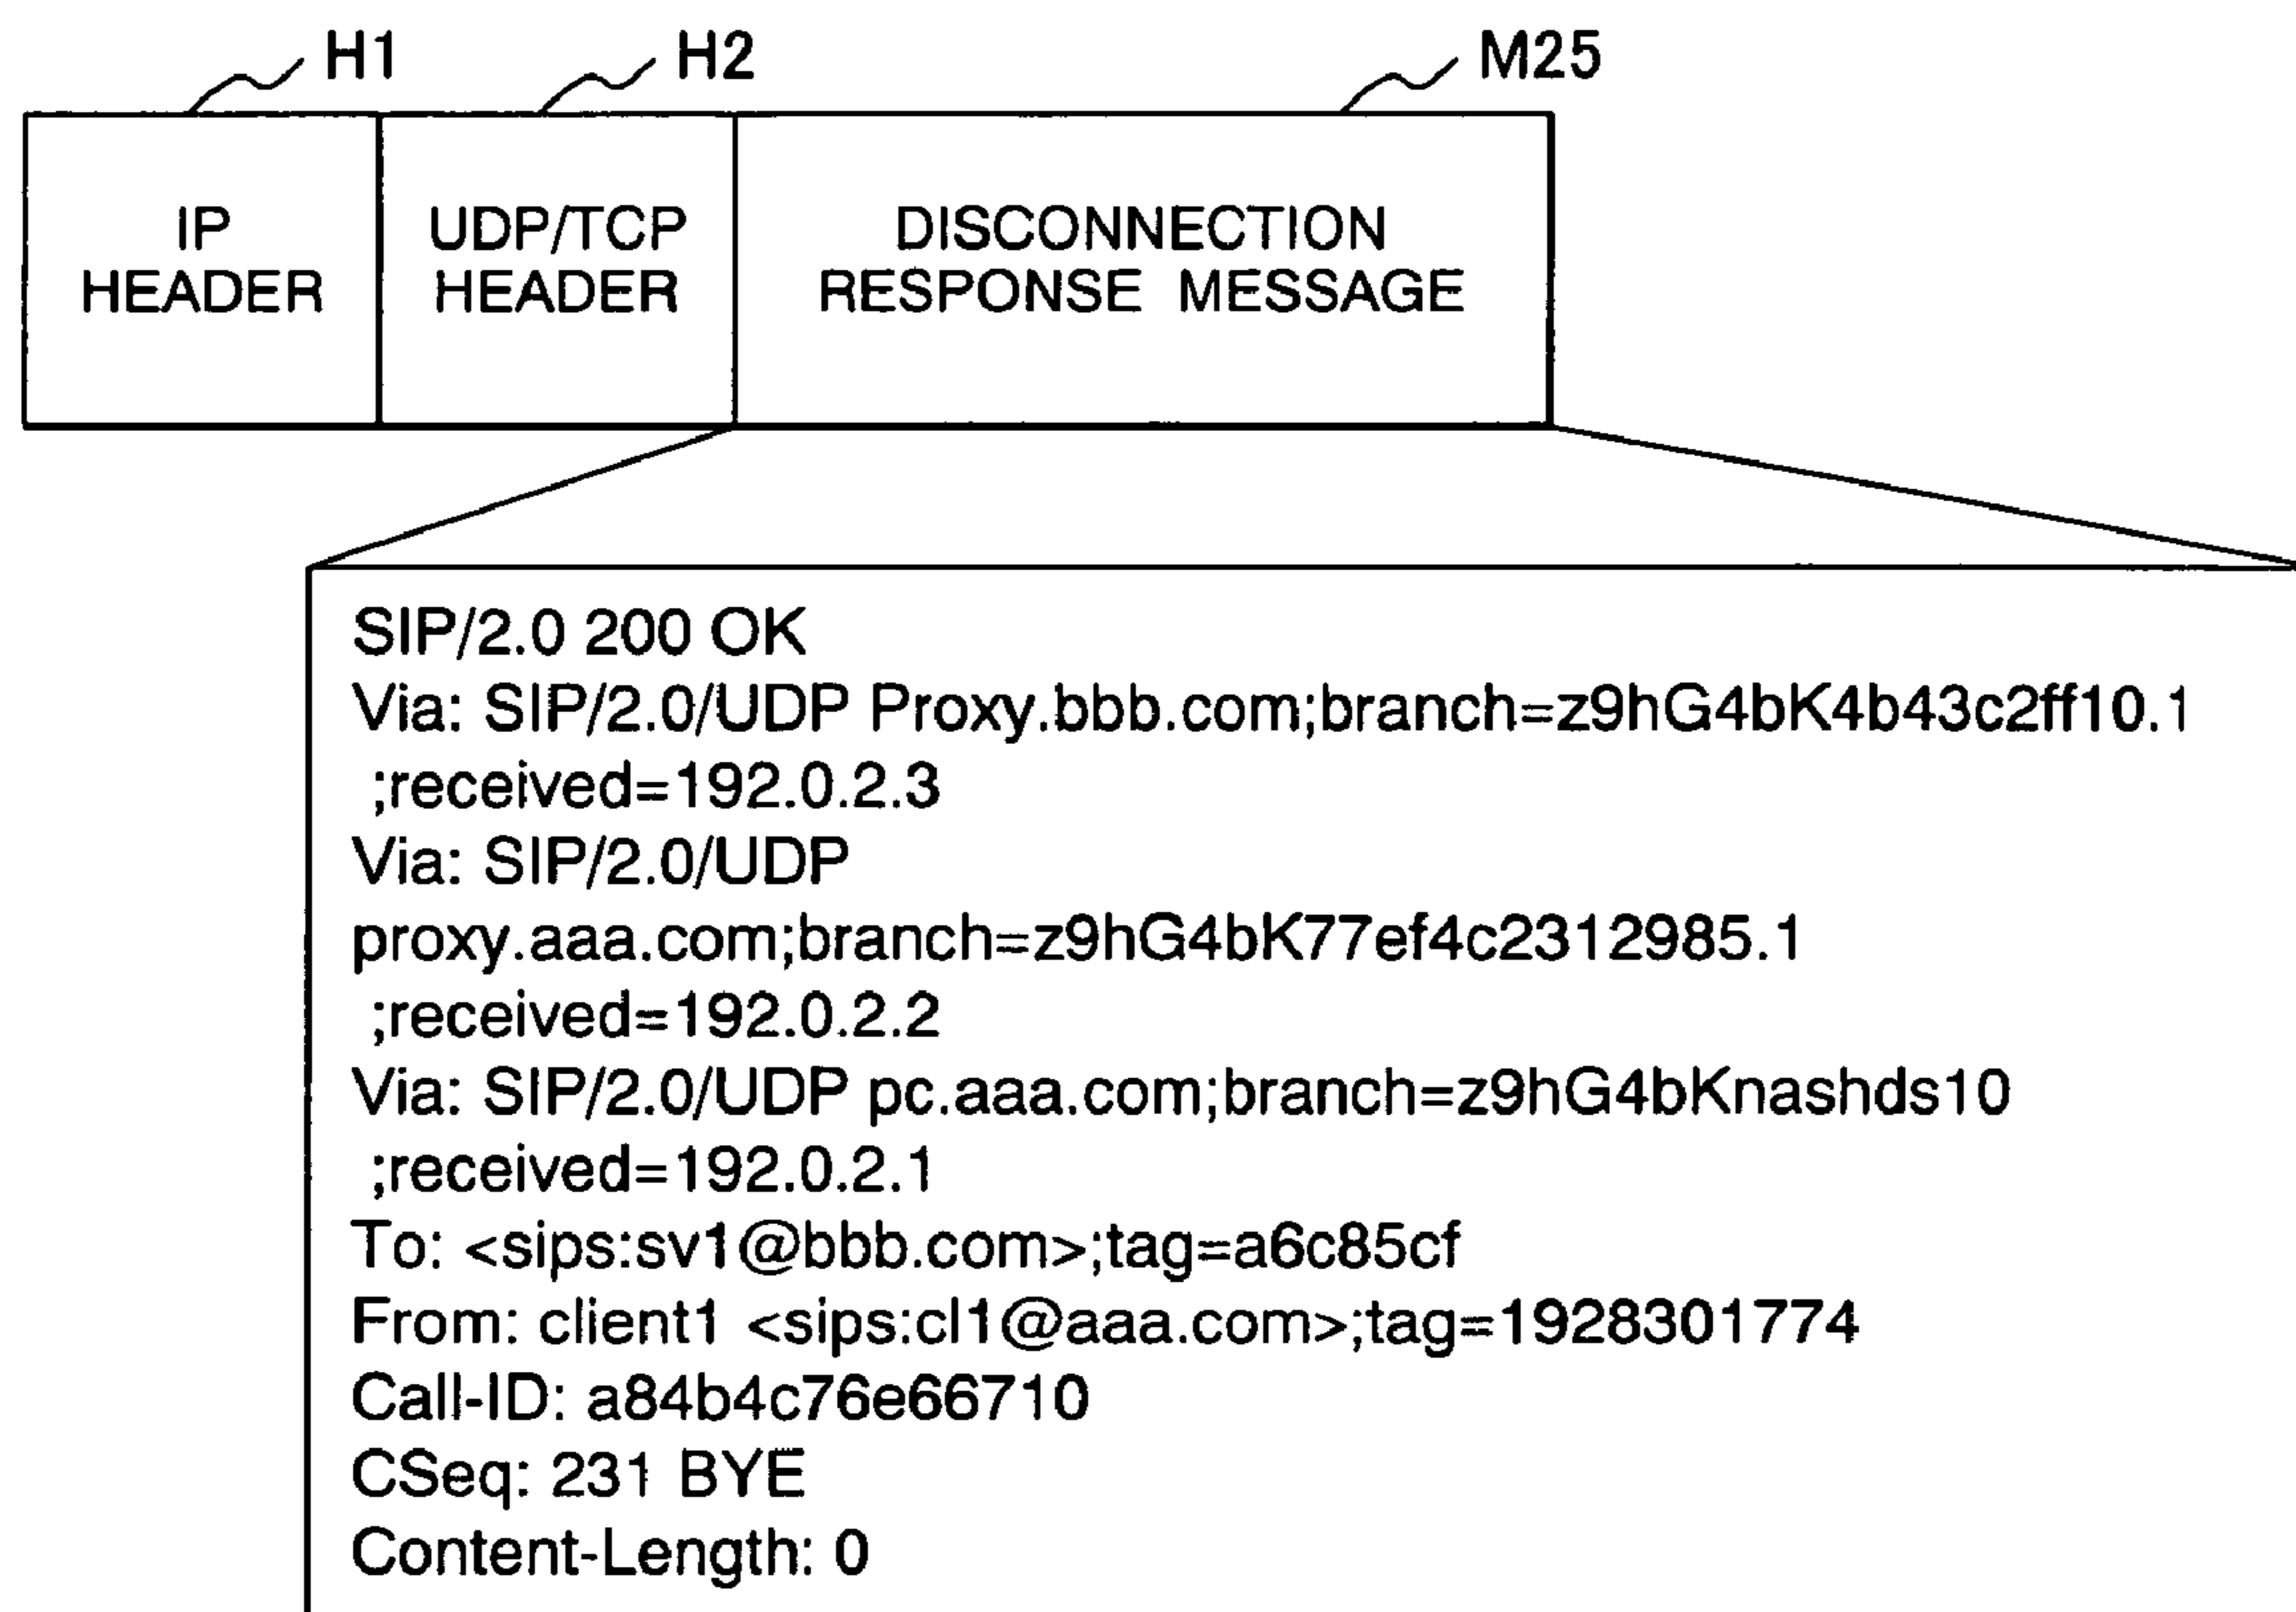 H1 H2 M25
IP
HEADER
UDP/TCP
HEADER
DISCONNECTION
RESPONSE MESSAGE
SIP/2.0 200 OK
Via: SIP/2.0/UDP Proxy.bbb.com;branch=z9hG4bK4b43c2ff10.1
;received=192.0.2.3
Via: SIP/2.0/UDP
proxy.aaa.com;branch=z9hG4bK77ef4c2312985.1
;received=192.0.2.2
Via: SIP/2.0/UDP pc.aaa.com;branch=z9hG4bKnashds10
;received=192.0.2.1
To: <sips:sv1@bbb.com>;tag=a6c85cf
From: client1 <sips:cl1@aaa.com>;tag=1928301774
Call-ID: a84b4c76e66710
CSeq: 231 BYE
Content-Length: 0